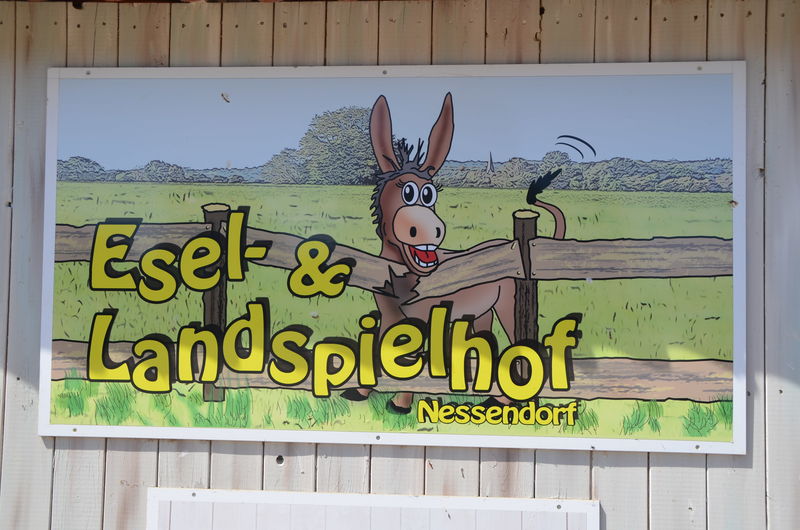 Esel- &
Landspielhof
Nessendorf